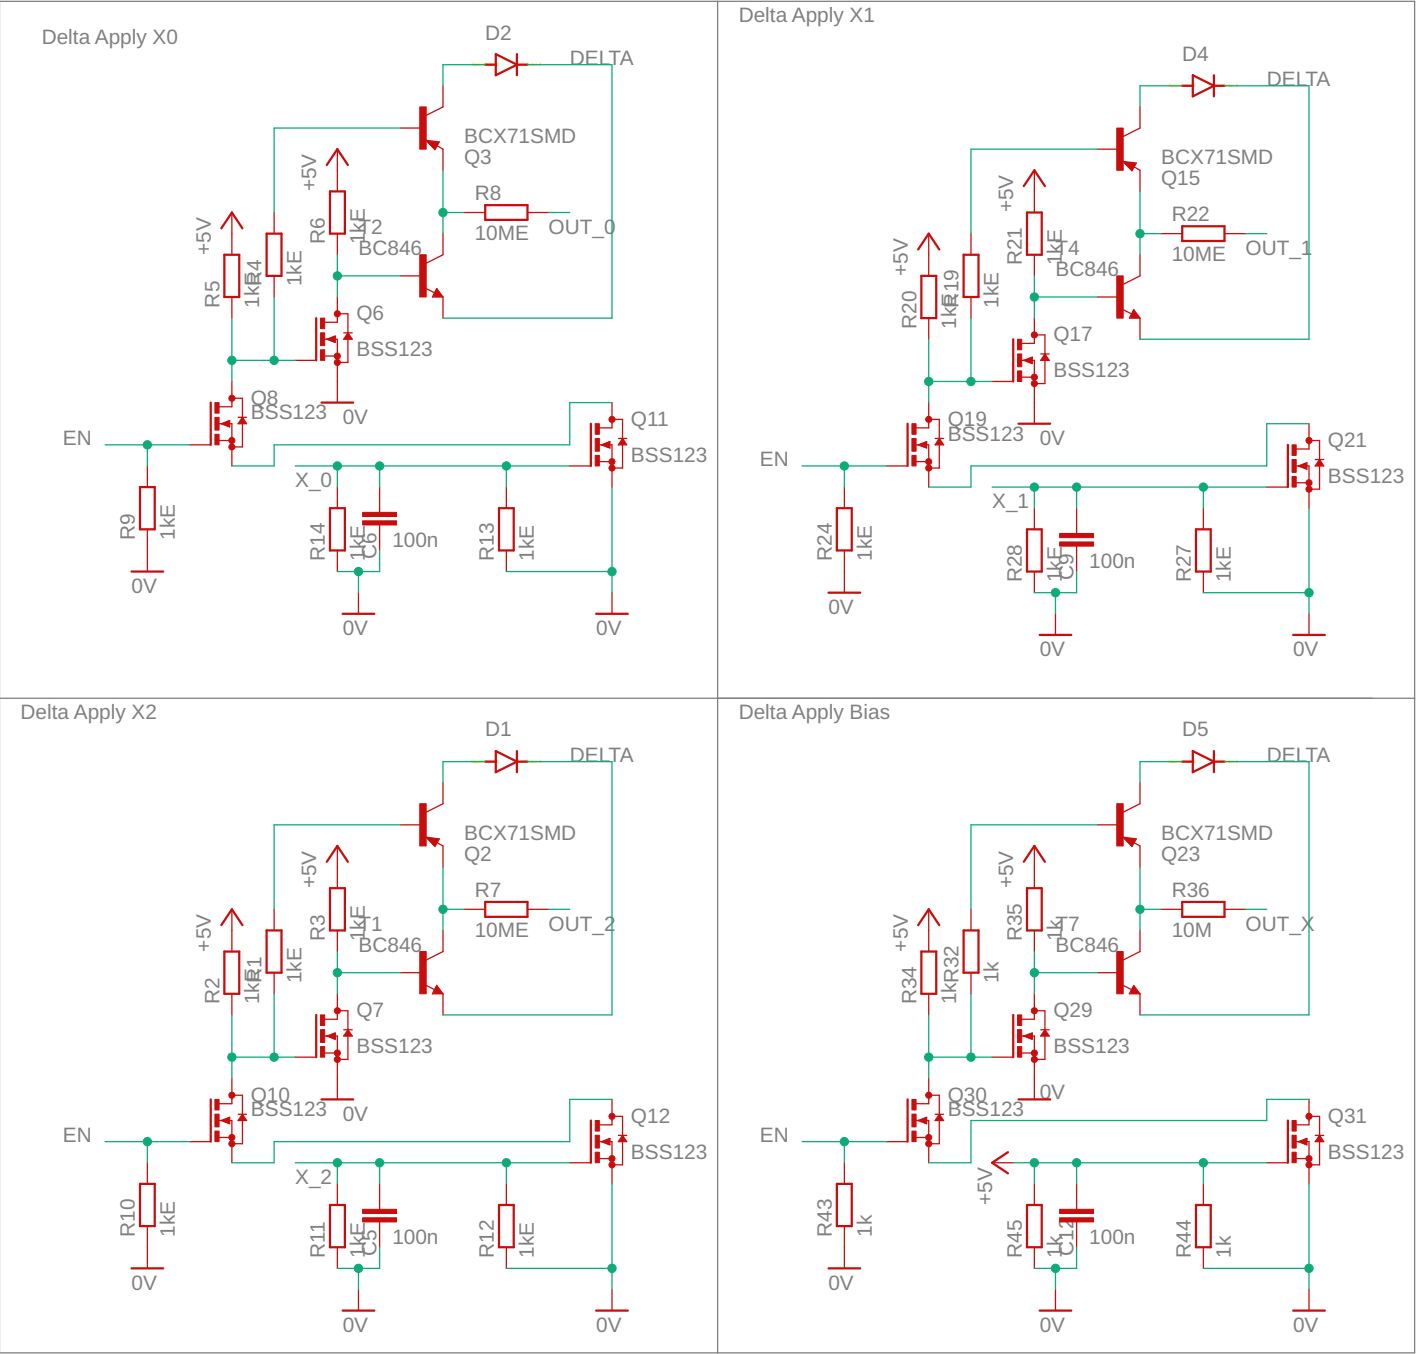 Delta Apply X0
D2
DELTA
BCX71SMD
Q3
+5V
R6
1kE
R8
10ME
OUT_0
T2
BC846
+5V
R5
1kE
R4
1kE
Q6
BSS123
0V
Q8
BSS123
EN
Q11
BSS123
X_0
R9
1kE
0V
R14
1kE
C6
100n
R13
1kE
0V
0V
Delta Apply X1
D4
DELTA
BCX71SMD
Q15
+5V
R21
1kE
R22
10ME
OUT_1
T4
BC846
+5V
R20
1kE
R19
1kE
Q17
BSS123
0V
Q19
BSS123
EN
Q21
BSS123
X_1
R24
1kE
0V
R28
1kE
C9
100n
R27
1kE
0V
0V
Delta Apply X2
D1
DELTA
BCX71SMD
Q2
+5V
R3
1kE
R7
10ME
OUT_2
T1
BC846
+5V
R2
1kE
R1
1kE
Q7
BSS123
0V
Q10
BSS123
EN
Q12
BSS123
X_2
R10
1kE
0V
R11
1kE
C5
100n
R12
1kE
0V
0V
Delta Apply Bias
D5
DELTA
BCX71SMD
Q23
+5V
R35
1k
R36
10M
OUT_X
T7
BC846
+5V
R34
1k
R32
1k
Q29
BSS123
0V
Q30
BSS123
EN
Q31
BSS123
+5V
R43
1k
0V
R45
1k
C12
100n
R44
1k
0V
0V